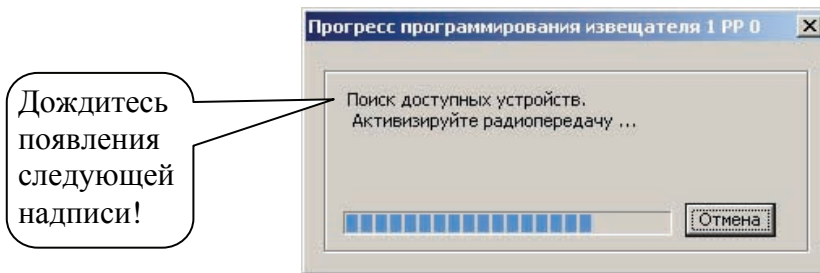 Прогресс программирования извещателя 1 РР 0
Дождитесь
появления
следующей
надписи!
Поиск доступных устройств.
Активизируйте радиопередачу ...
Отмена